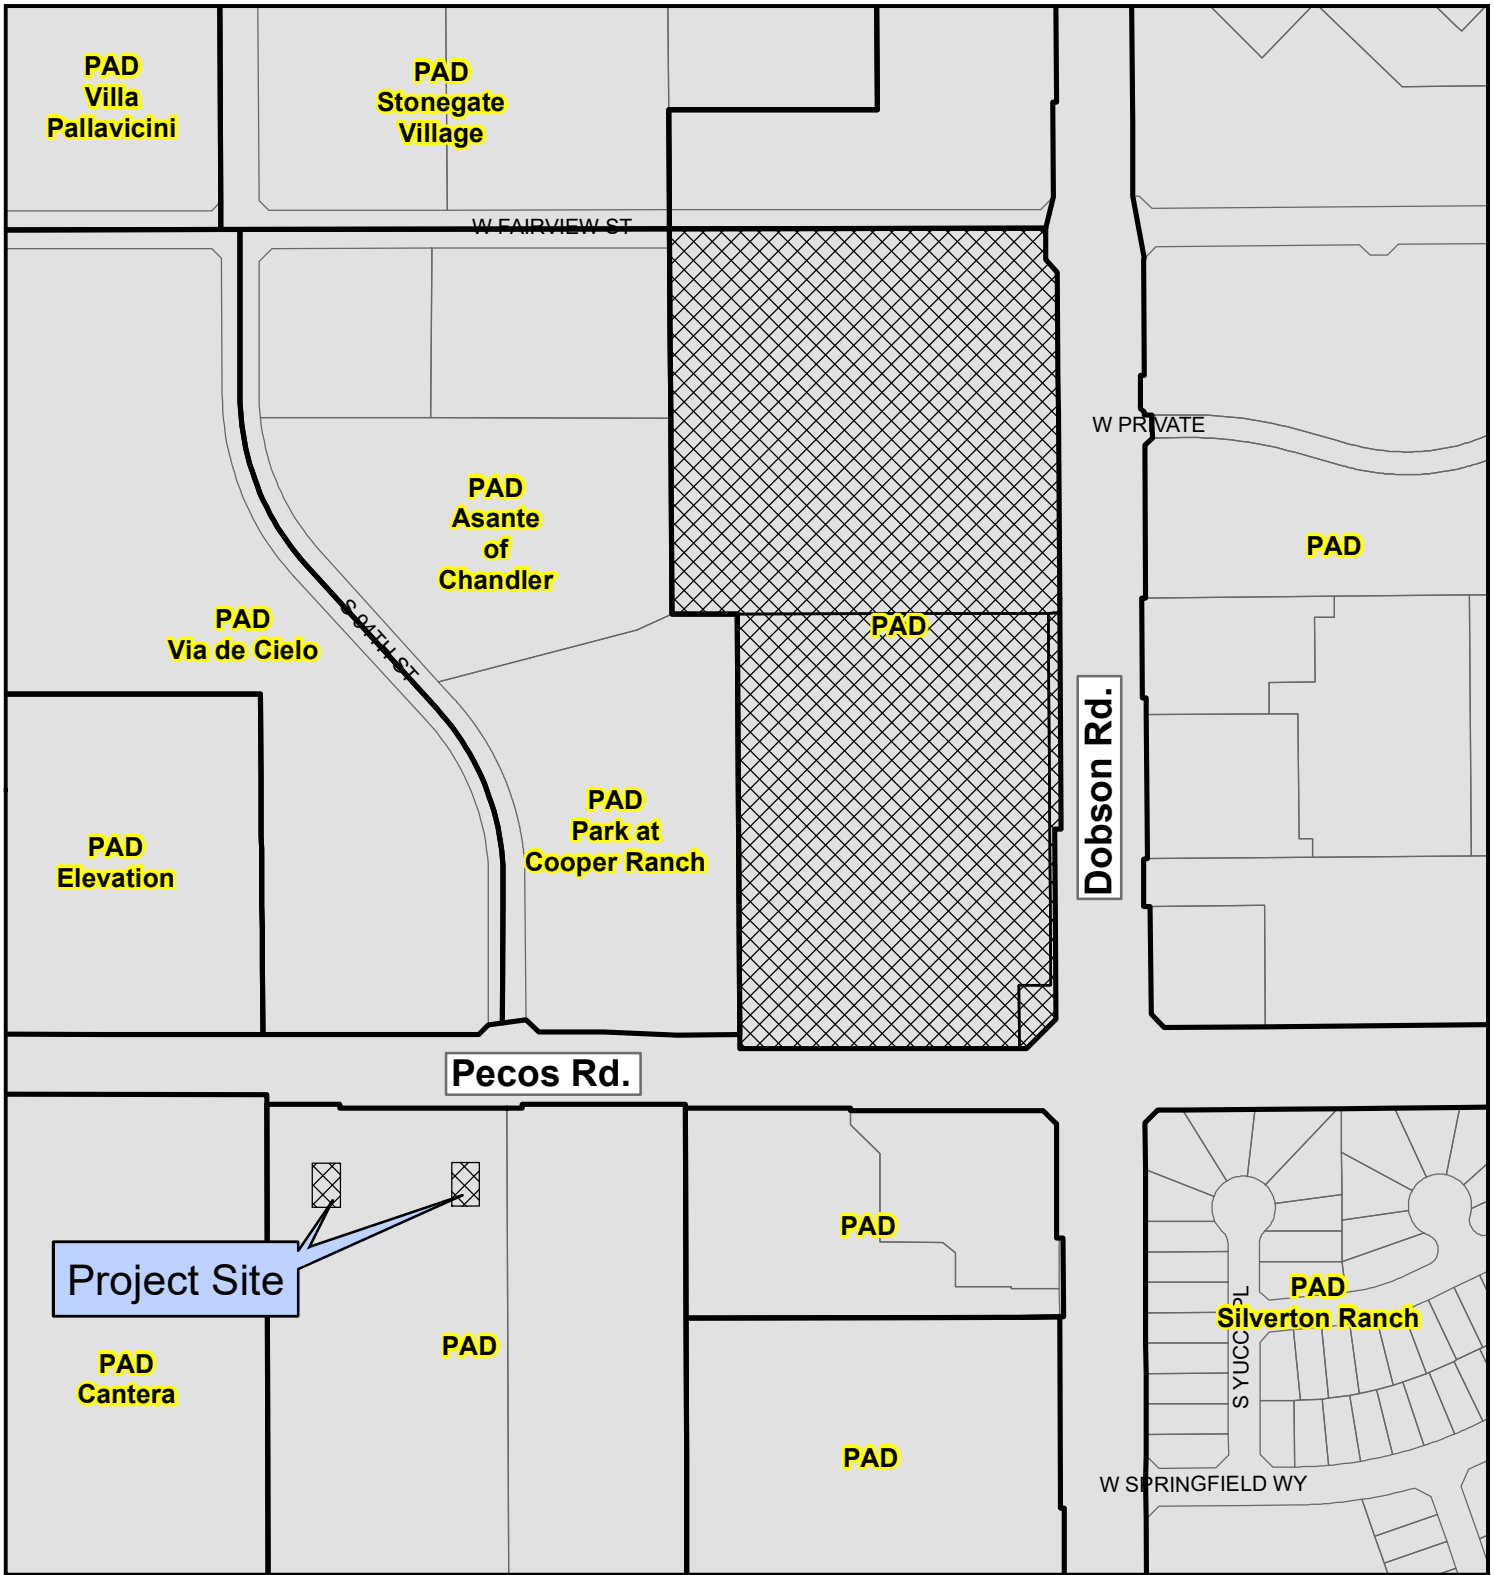 PAD
Villa
Pallavicini
PAD
Stonegate
Village
W FAIRVIEW ST
W PRIVATE
PAD
Asante
of
Chandler
PAD
PAD
Via de Cielo
S 94TH ST
PAD
Dobson Rd.
PAD
Park at
Cooper Ranch
PAD
Elevation
Pecos Rd.
Project Site
PAD
PAD
Silverton Ranch
PAD
PAD
Cantera
PAD
W SPRINGFIELD WY